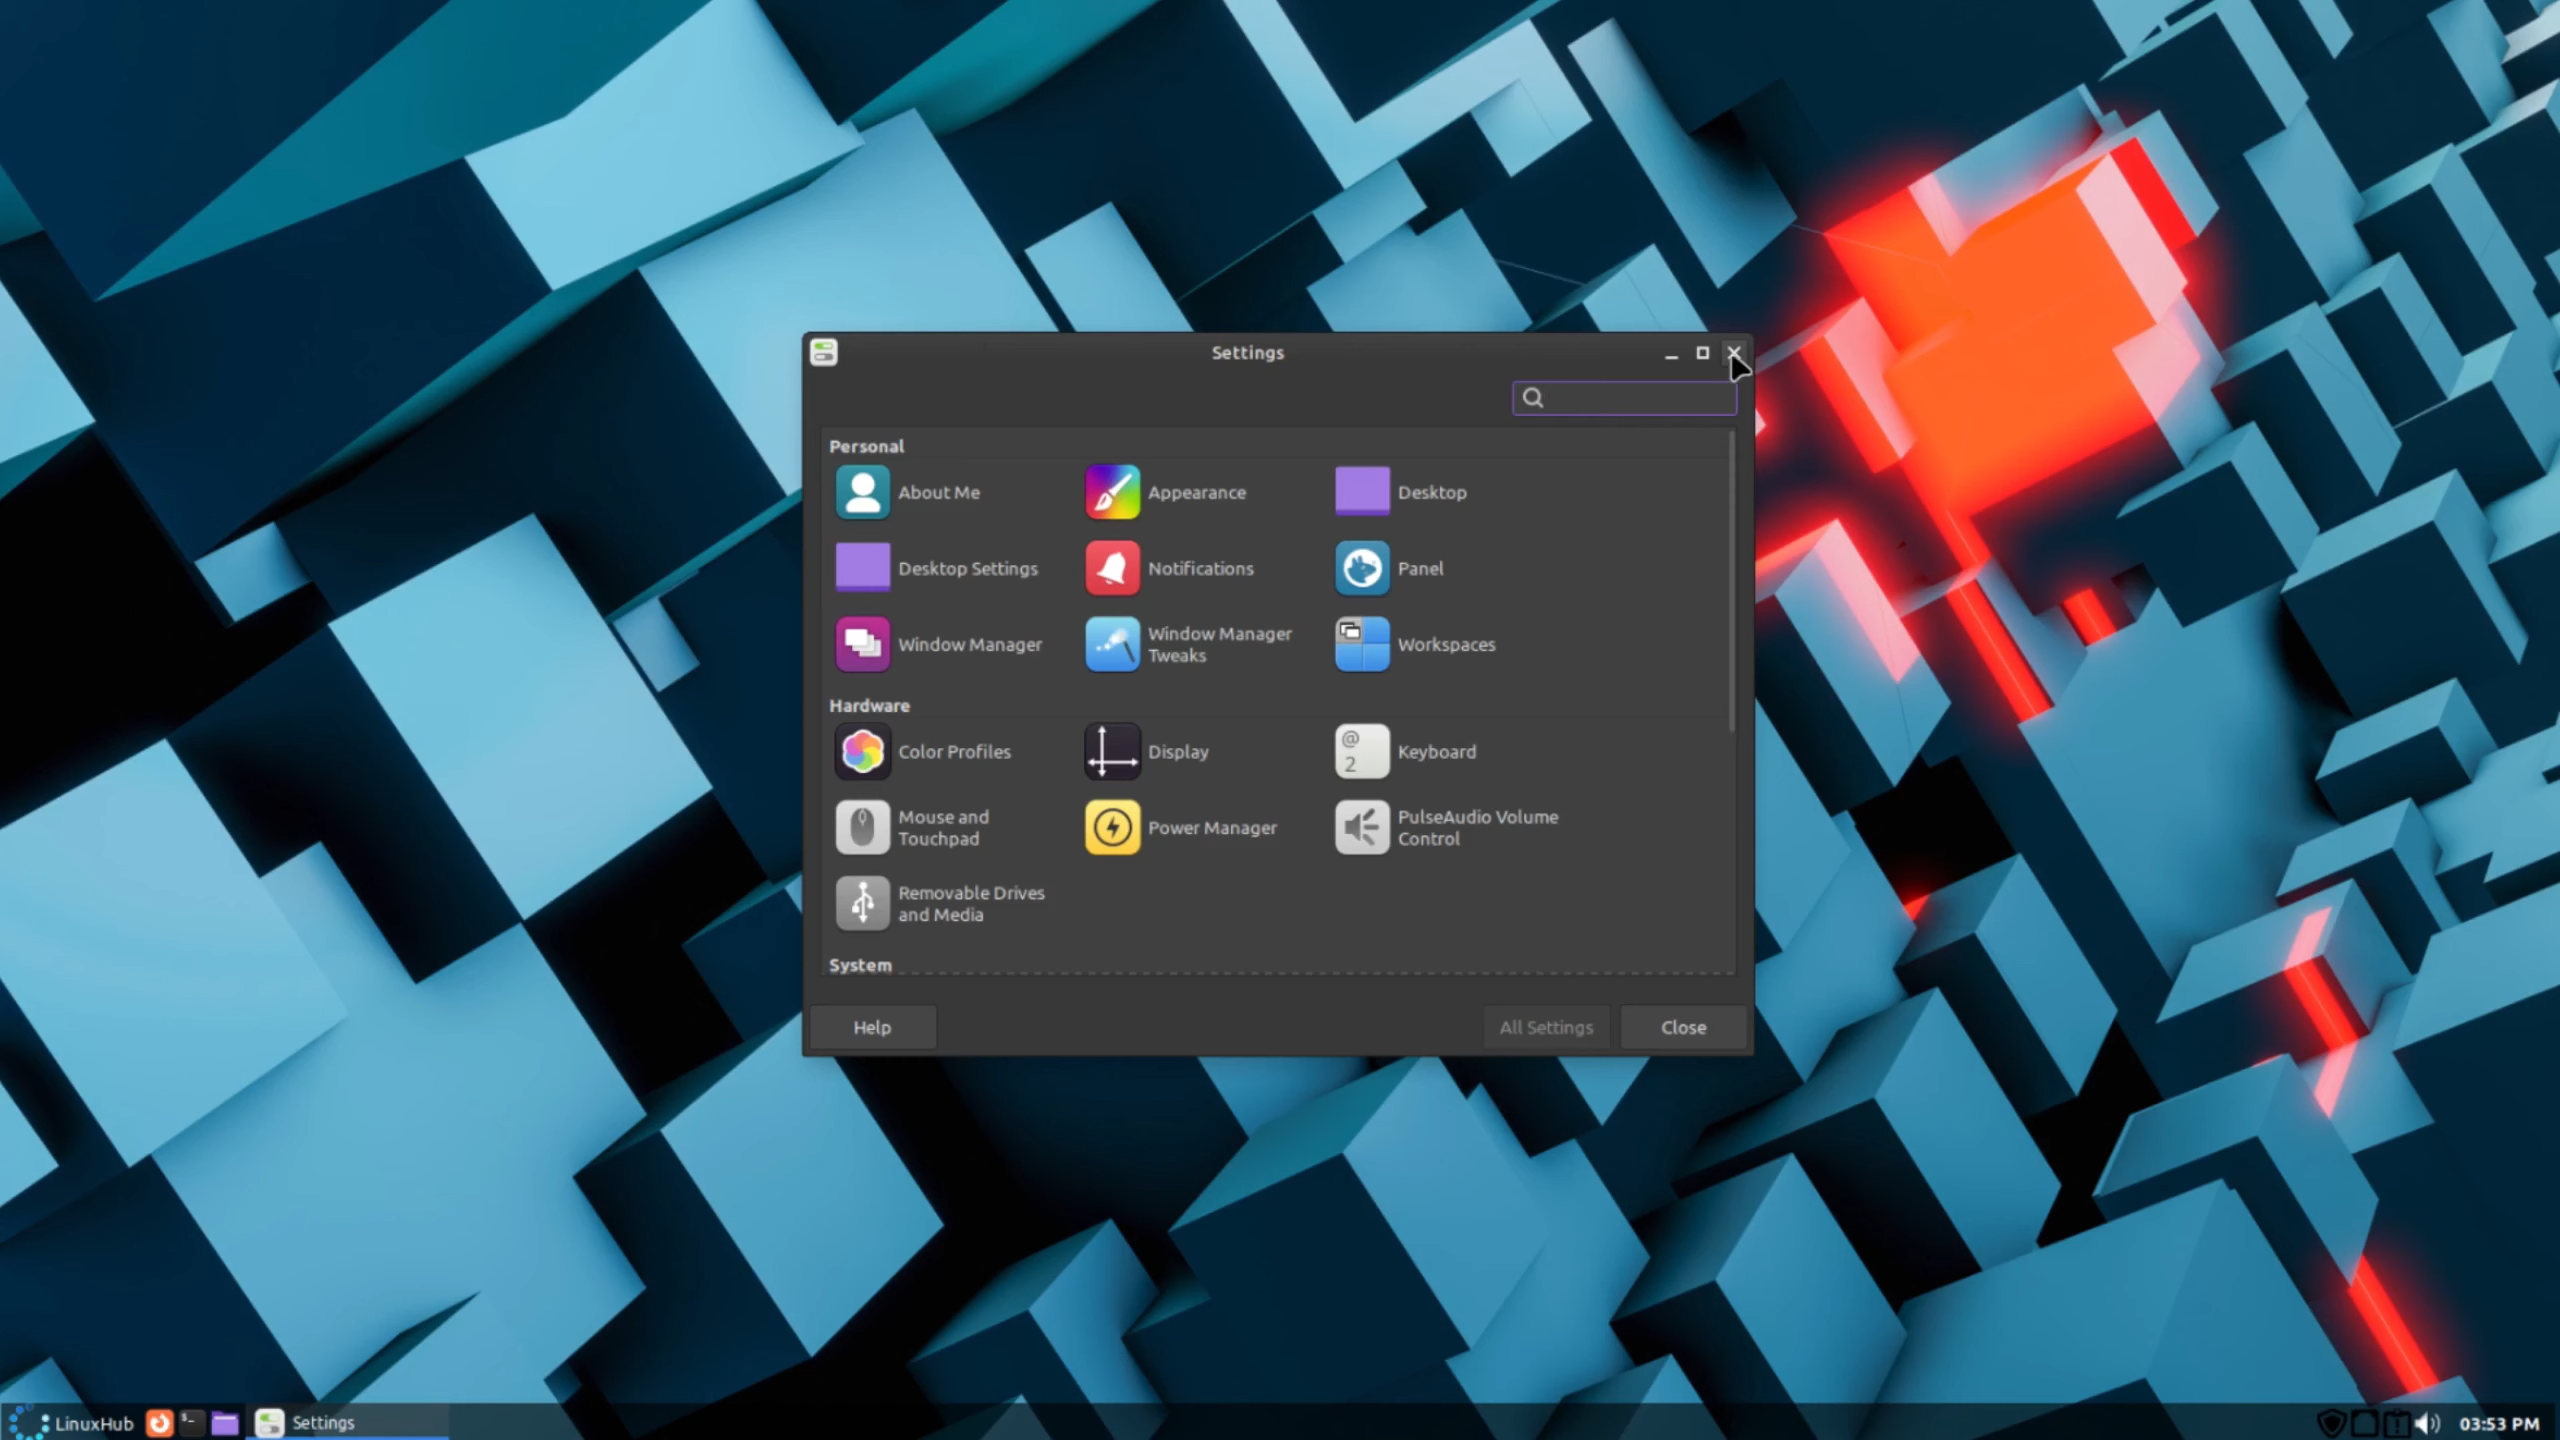 Settings
Personal
About Me
Appearance
Desktop
Desktop Settings
Notifications
Panel
Window Manager
Window Manager
Tweaks
Workspaces
Hardware
Color Profiles
Display
@
2
Keyboard
Mouse and
Touchpad
Power Manager
PulseAudio Volume
Control
Removable Drives
and Media
System
Help
All Settings
Close
LinuxHub
$-
Settings
03:53 PM